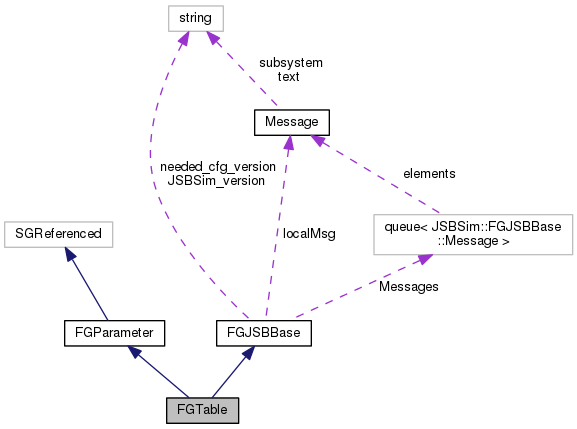 string
subsystem
text
Message
needed_cfg_version
JSBSim_version
elements
SGReferenced
localMsg
queue< JSBSim::FGJSBBase
::Message >
Messages
FGParameter
FGJSBBase
FGTable